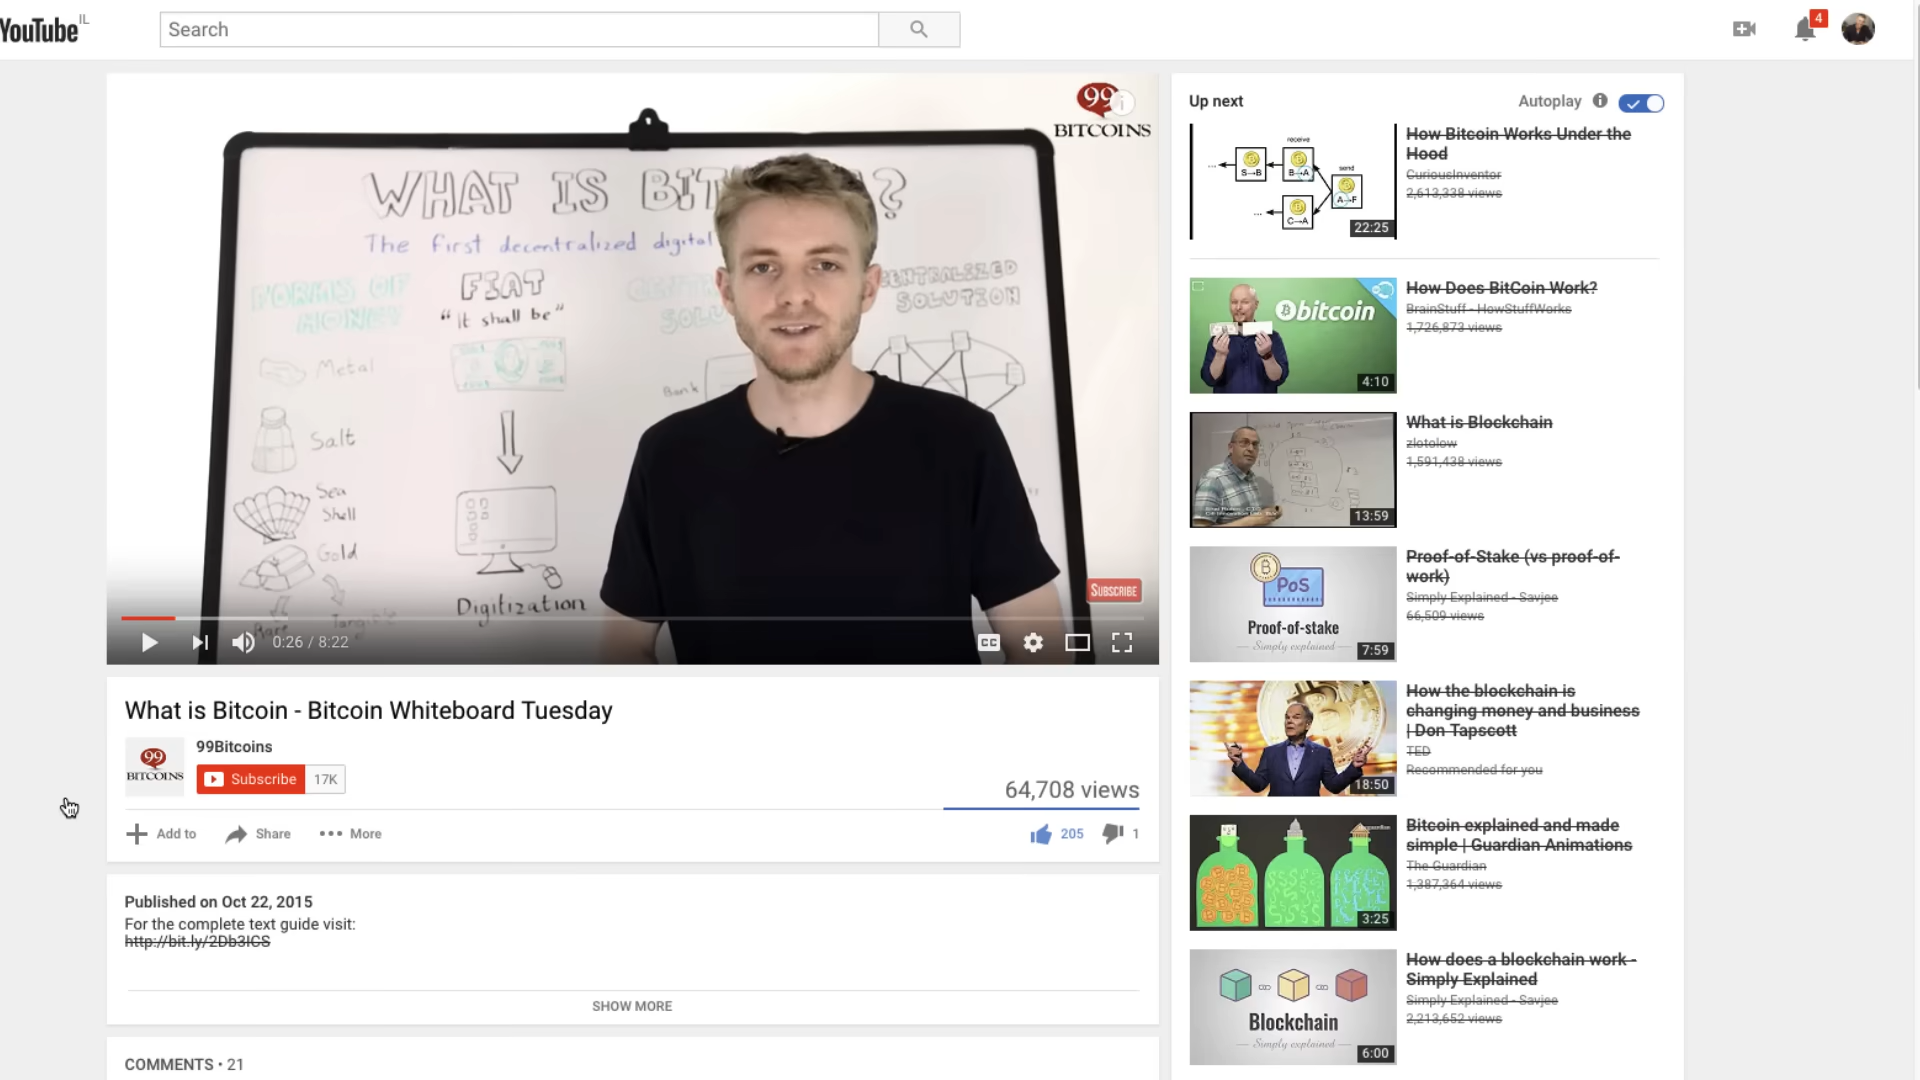 YouTube IL
Search
4
99
BITCOINS
WHAT IS BIT ?
The first decentralized digital
FORMS OF
MONEY
FIAT
"it shall be"
CENTRALIZED
SOLUTION
Metal
Bank
Salt
Sea
Shell
Gold
Rare
Tangible
Digitization
SUBSCRIBE
0:26 / 8:22
CC
What is Bitcoin - Bitcoin Whiteboard Tuesday
99
BITCOINS
99Bitcoins
Subscribe 17K
64,708 views
Add to
Share
More
205
1
Published on Oct 22, 2015
For the complete text guide visit:
http://bit.ly/2Db3ICS
SHOW MORE
COMMENTS • 21
Up next
Autoplay
receive
send
S→B
B→A
A→F
C→A
22:25
How Bitcoin Works Under the
Hood
CuriousInventor
2,613,338 views
bitcoin
4:10
How Does BitCoin Work?
BrainStuff - HowStuffWorks
1,726,873 views
13:59
What is Blockchain
zlotolow
1,591,438 views
PoS
Proof-of-stake
Simply explained
7:59
Proof-of-Stake (vs proof-of-
work)
Simply Explained - Savjee
66,509 views
18:50
How the blockchain is
changing money and business
| Don Tapscott
TED
Recommended for you
3:25
Bitcoin explained and made
simple | Guardian Animations
The Guardian
1,387,364 views
Blockchain
Simply explained
6:00
How does a blockchain work -
Simply Explained
Simply Explained - Savjee
2,213,652 views